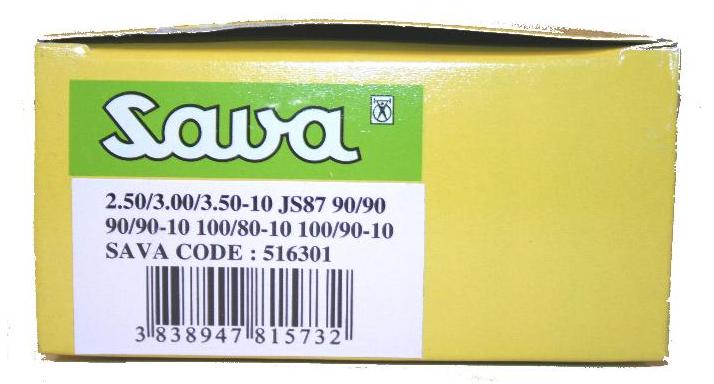 Sava
2.50/3.00/3.50-10 JS87 90/90
90/90-10 100/80-10 100/90-10
SAVA CODE : 516301
3 838947 815732